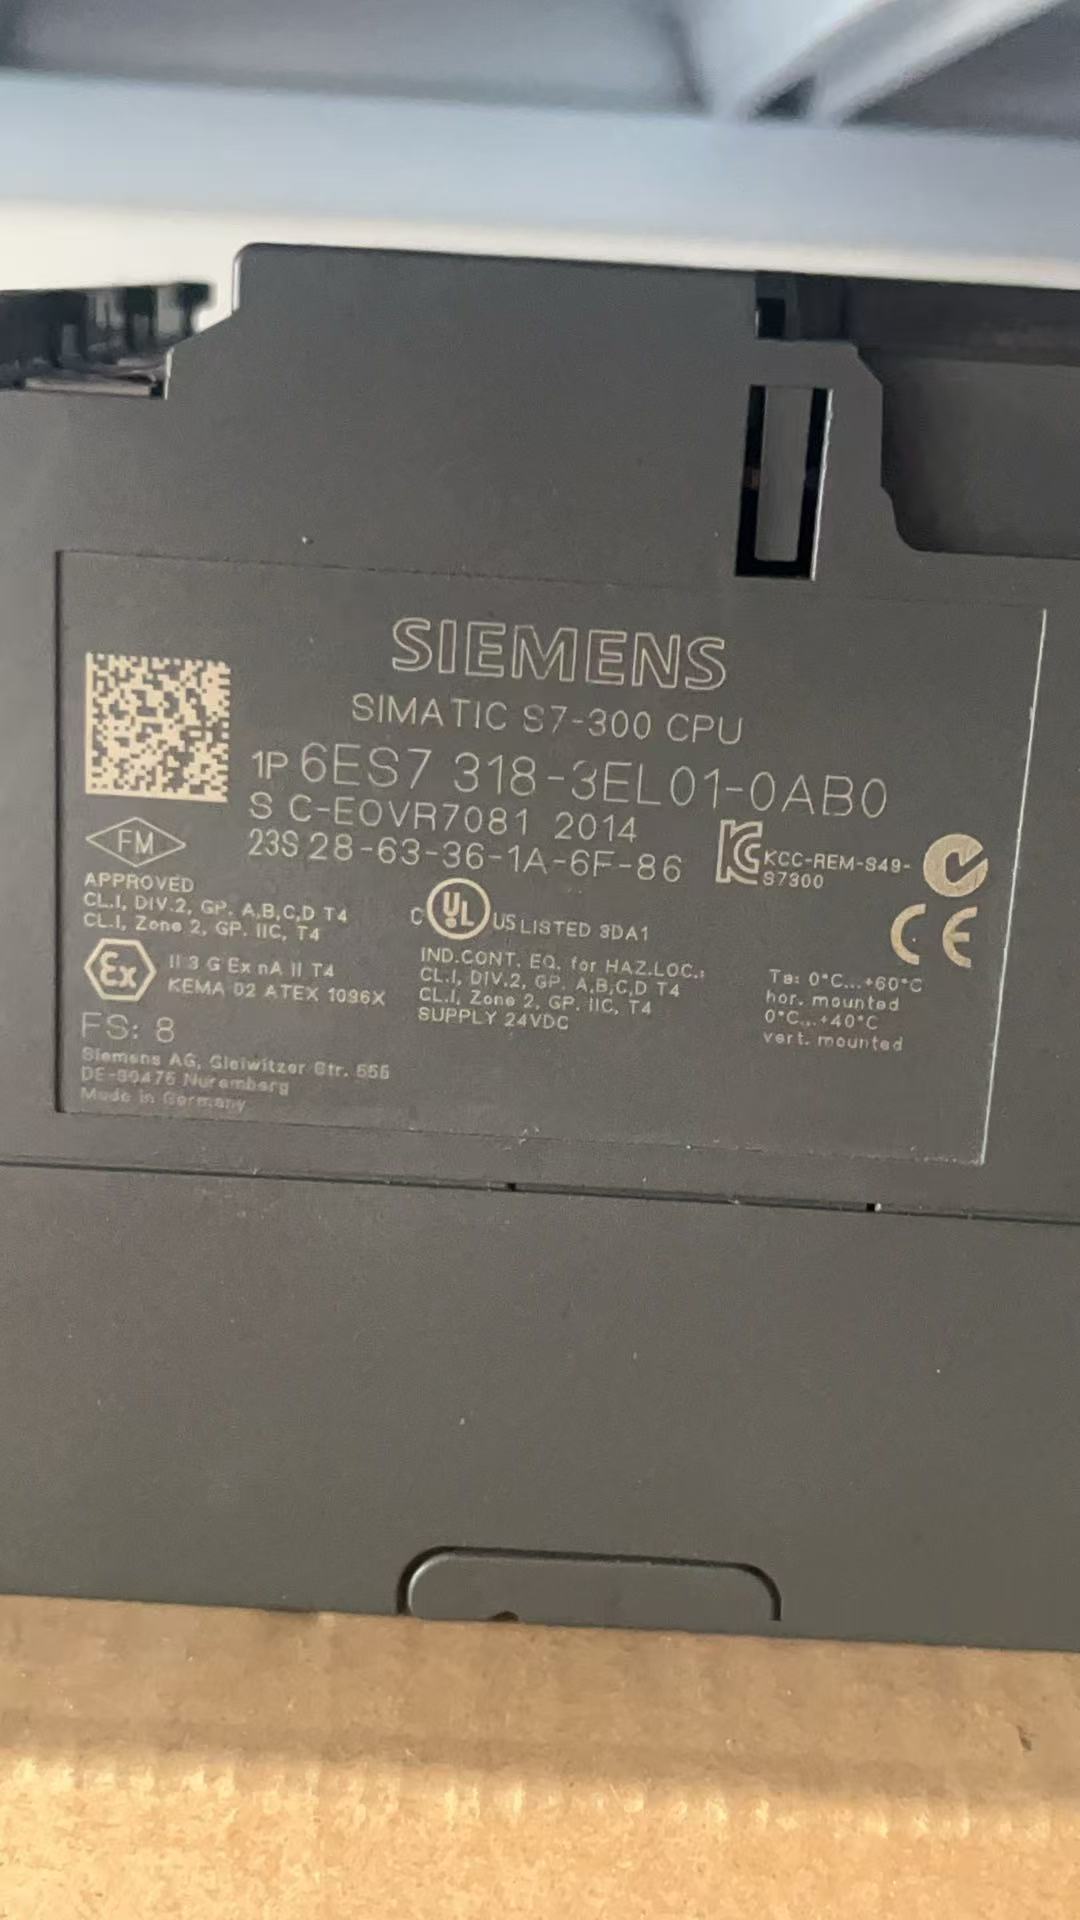 SIEMENS
SIMATIC S7-300 CPU
1P 6ES7 318-3EL01-0AB0
S C-E0VR7081 2014
23S 28-63-36-1A-6F-86
KCC-REM-S49-
S7300
FM
APPROVED
CL.I, DIV.2, GP. A,B,C,D T4
CL.I, Zone 2, GP. IIC, T4
C UL US LISTED 3DA1
IND.CONT. EQ. for HAZ.LOC.:
CL.I, DIV.2, GP. A,B,C,D T4
CL.I, Zone 2, GP. IIC, T4
SUPPLY 24VDC
CE
Ta: 0°C...+60°C
hor. mounted
0°C...+40°C
vert. mounted
Ex
II 3 G Ex nA II T4
KEMA 02 ATEX 1096X
FS: 8
Siemens AG, Gleiwitzer Str. 555
DE-90475 Nuremberg
Made in Germany